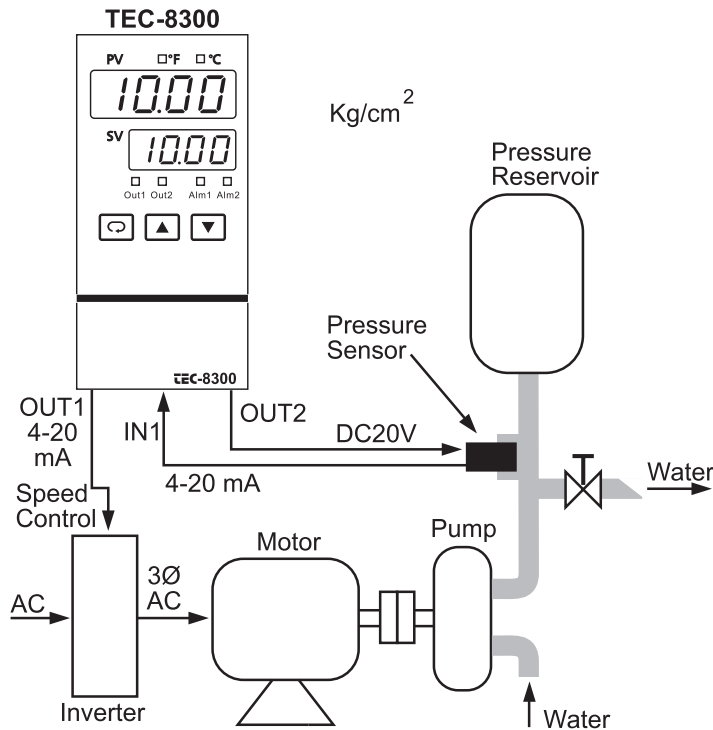 TEC-8300
PV °F °C
10.00
SV 10.00
Out1 Out2 Alm1 Alm2
TEC-8300
Kg/cm²
Pressure
Reservoir
Pressure
Sensor
OUT1
4-20
mA
IN1
OUT2
DC20V
4-20 mA
Speed
Control
Water
Motor
Pump
AC
3Ø
AC
Inverter
Water